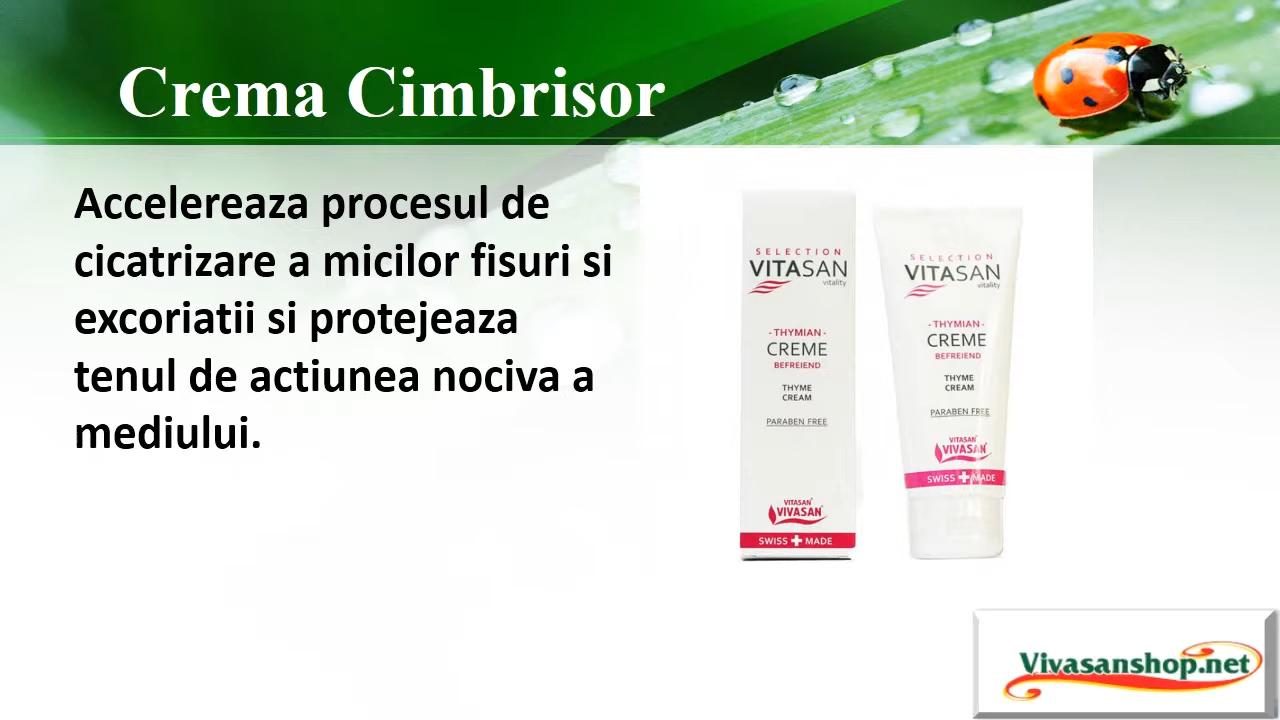 Crema Cimbrisor
Accelereaza procesul de
cicatrizare a micilor fisuri si
excoriatii si protejeaza
tenul de actiunea nociva a
mediului.
SELECTION
VITASAN
vitality
- THYMIAN -
CREME
BEFREIEND
THYME
CREAM
PARABEN FREE
VITASAN
VIVASAN
SWISS MADE
SELECTION
VITASAN
vitality
- THYMIAN -
CREME
BEFREIEND
THYME
CREAM
PARABEN FREE
VITASAN
VIVASAN
SWISS MADE
Vivasanshop.net